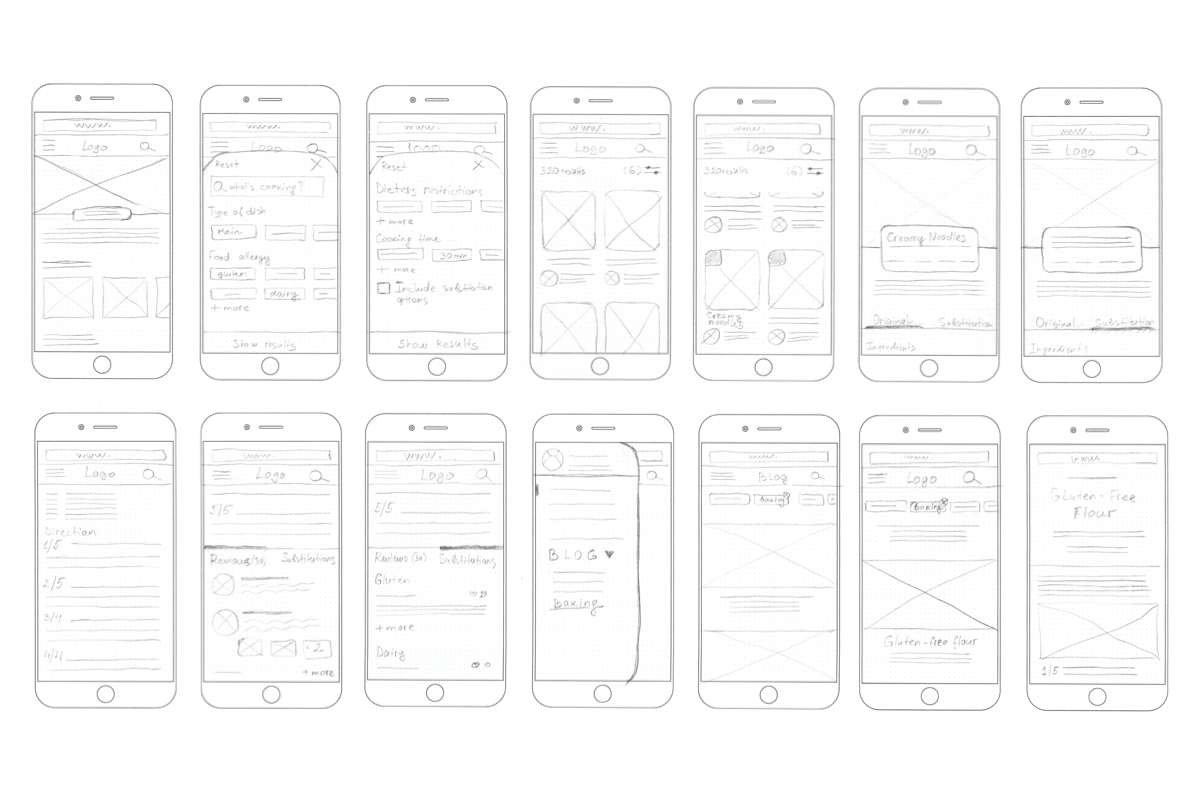 www.
Logo
www.
Logo
Reset X
what's cooking?
Type of dish
Main
Food allergy
gluten
dairy
+ more
Show results
www.
Logo
Reset X
Dietary restrictions
+ more
Cooking time
30 min
+ more
Include substitution
options
Show Results
www.
Logo
320 results (6)
www.
Logo
320 results (6)
Creamy
noodles
www.
Logo
Creamy Noodles
Original Substitution
Ingredients
www.
Logo
Original Substitution
Ingredients
www.
Logo
Direction
1/5
2/5
3/4
4/4
www.
Logo
5/5
Reviews (30) Substitutions
+2
+ more
www.
Logo
5/5
Reviews (30) Substitutions
Gluten
+ more
Dairy
BLOG
Baking
www.
Blog
Baking
www.
Logo
Baking
Gluten-free flour
www.
Gluten-Free
Flour
1/5